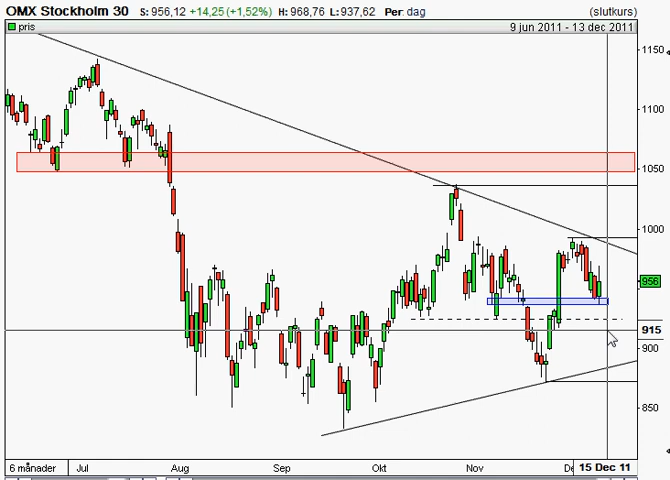 OMX Stockholm 30 S: 956,12 +14,25 (+1,52%) H: 968,76 L: 937,62 Per: dag (slutkurs)
pris 9 jun 2011 - 13 dec 2011
1150
1100
1050
1000
956
915
900
850
6 månader Jul Aug Sep Okt Nov De 15 Dec 11